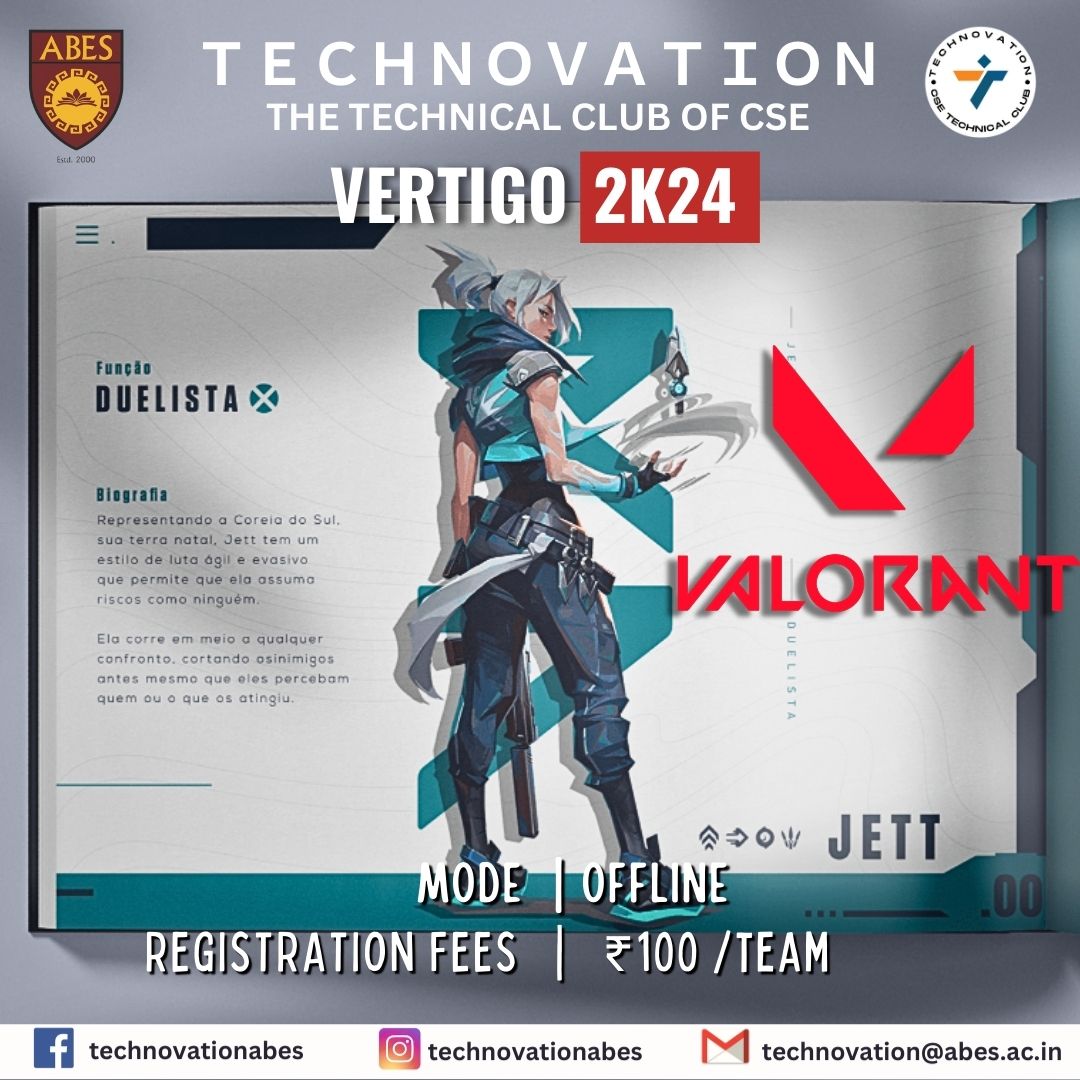 ABES
Estd. 2000
TECHNOVATION
THE TECHNICAL CLUB OF CSE
TECHNOVATION
CSE TECHNICAL CLUB
VERTIGO 2K24
Função
DUELISTA
Biografia
Representando a Coreia do Sul,
sua terra natal, Jett tem um
estilo de luta ágil e evasivo
que permite que ela assuma
riscos como ninguém.
Ela corre em meio a qualquer
confronto, cortando osinimigos
antes mesmo que eles percebam
quem ou o que os atingiu.
VALORANT
DUELISTA
JETT
.00
MODE | OFFLINE
REGISTRATION FEES | ₹100 /TEAM
technovationabes
technovationabes
technovation@abes.ac.in